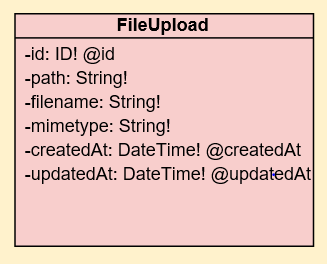 FileUpload
-id: ID! @id
-path: String!
-filename: String!
-mimetype: String!
-createdAt: DateTime! @createdAt
-updatedAt: DateTime! @updatedAt